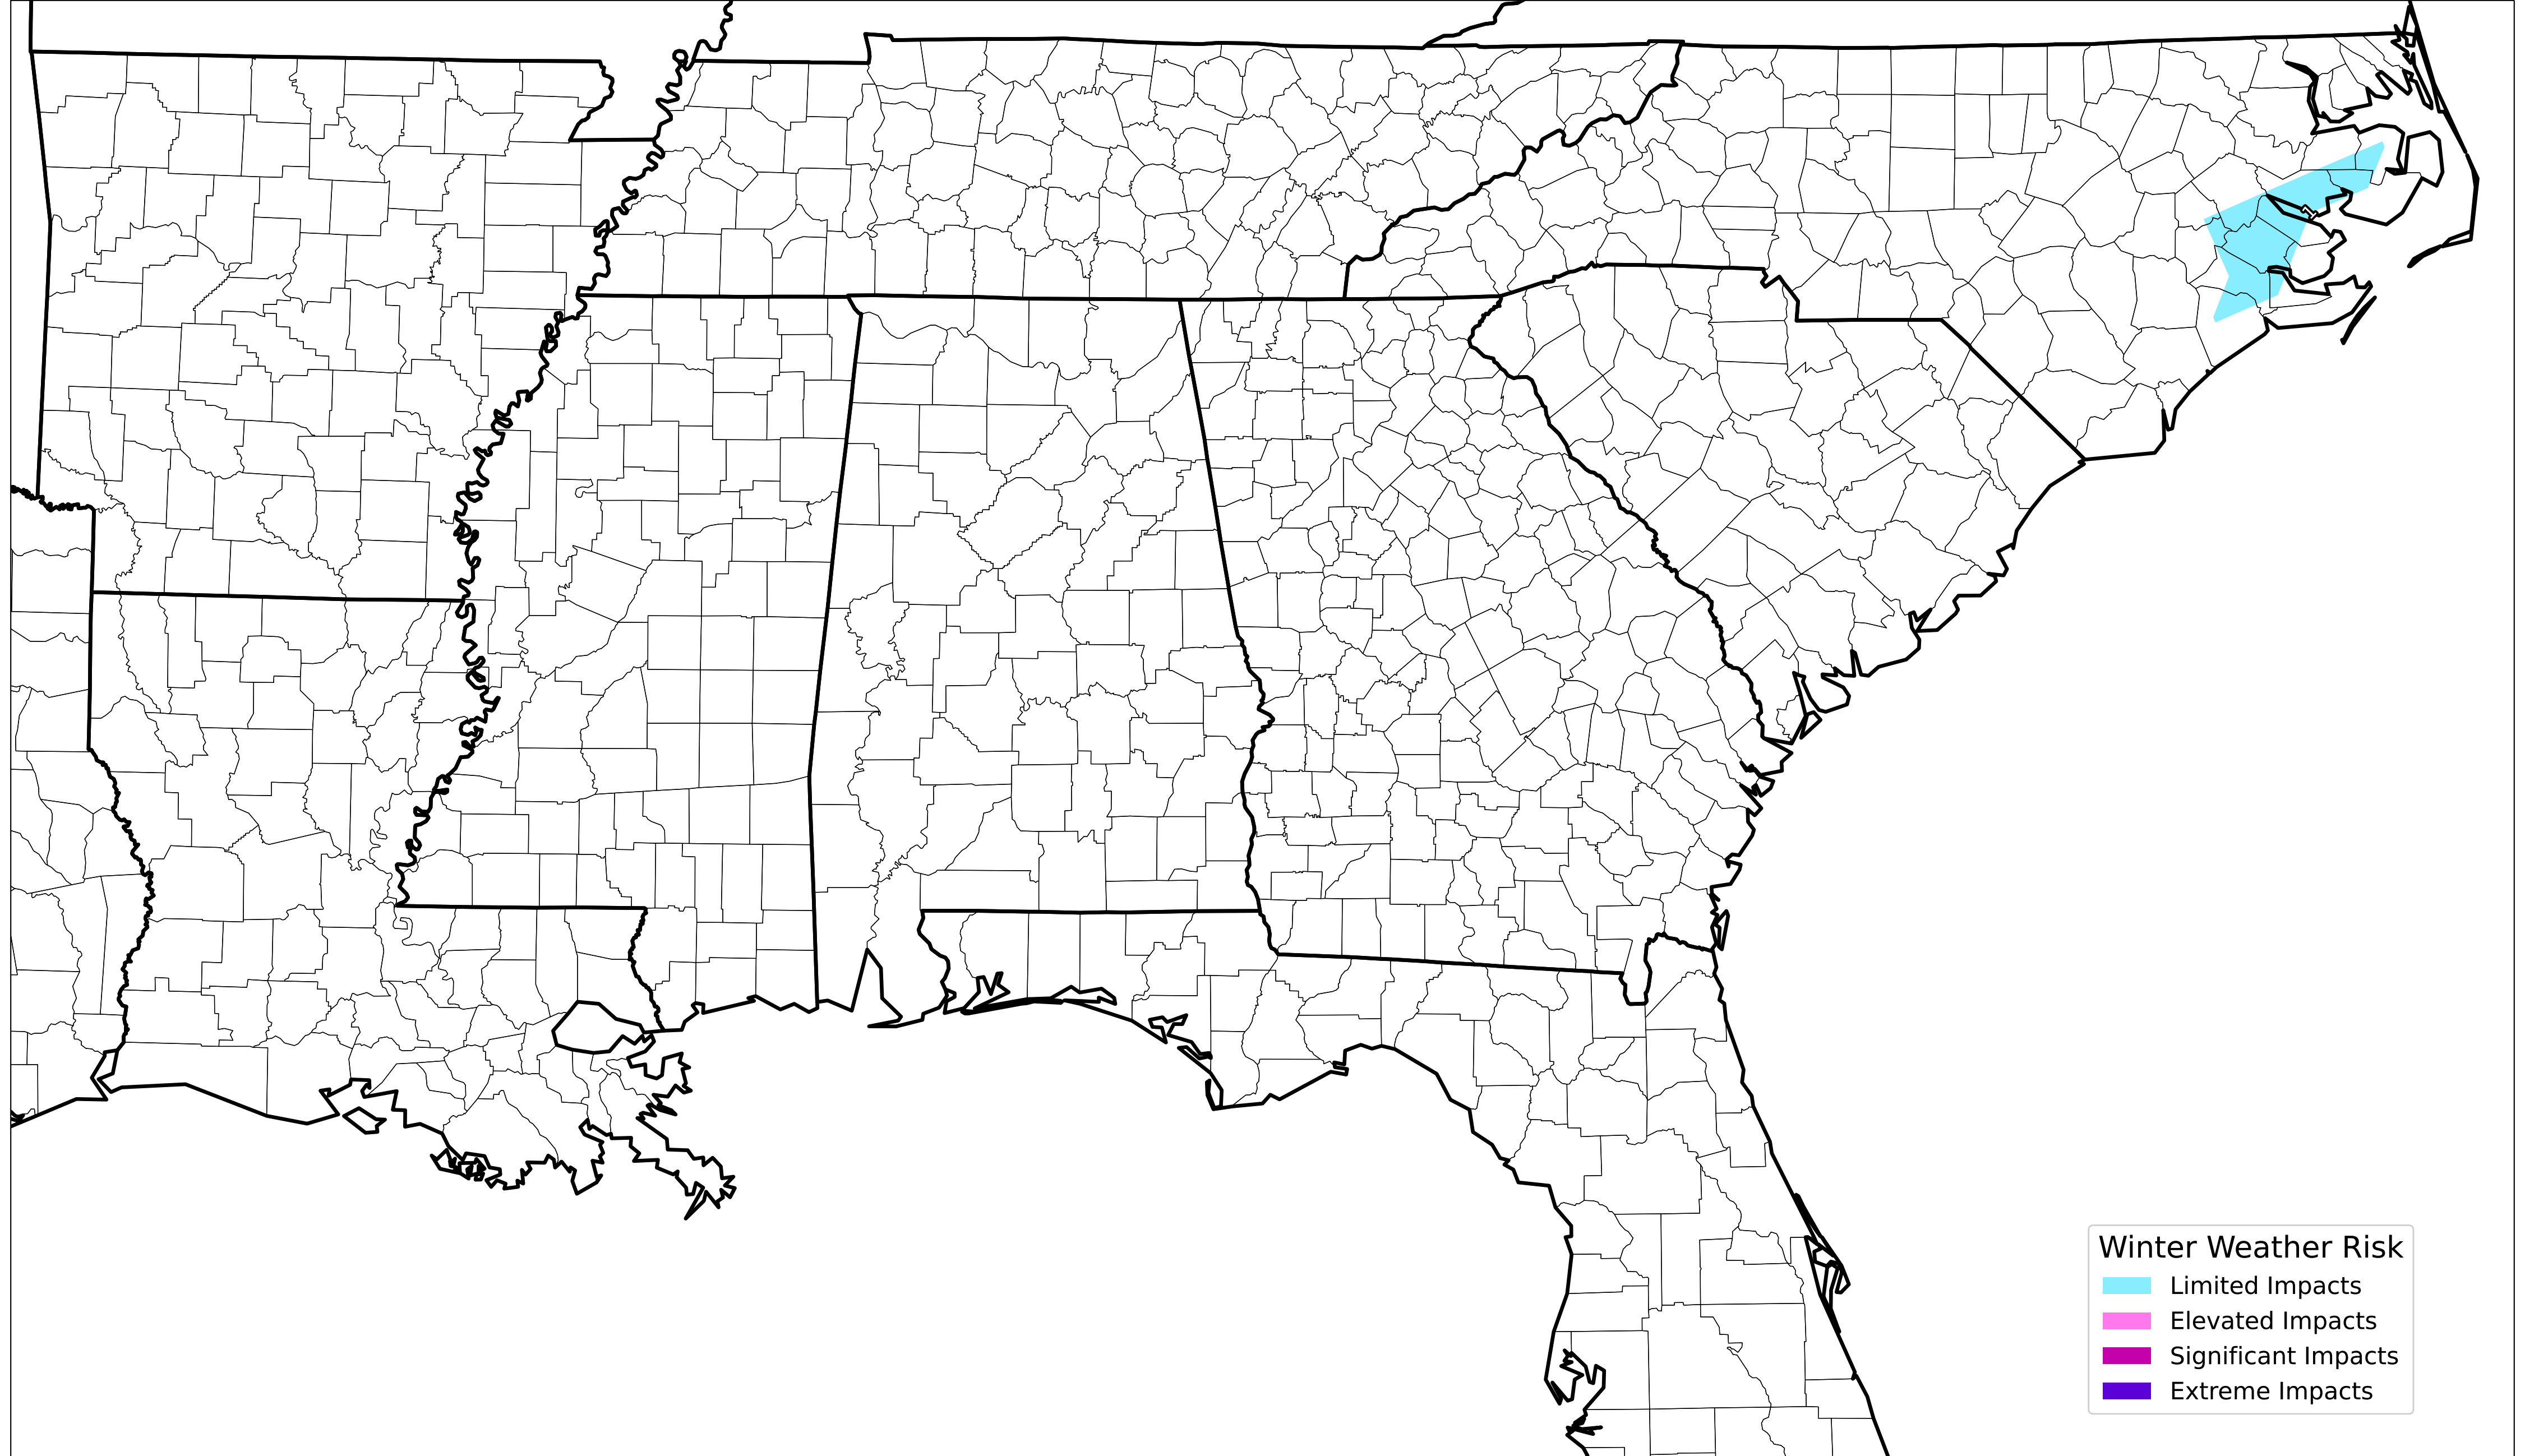 Winter Weather Risk
Limited Impacts
Elevated Impacts
Significant Impacts
Extreme Impacts